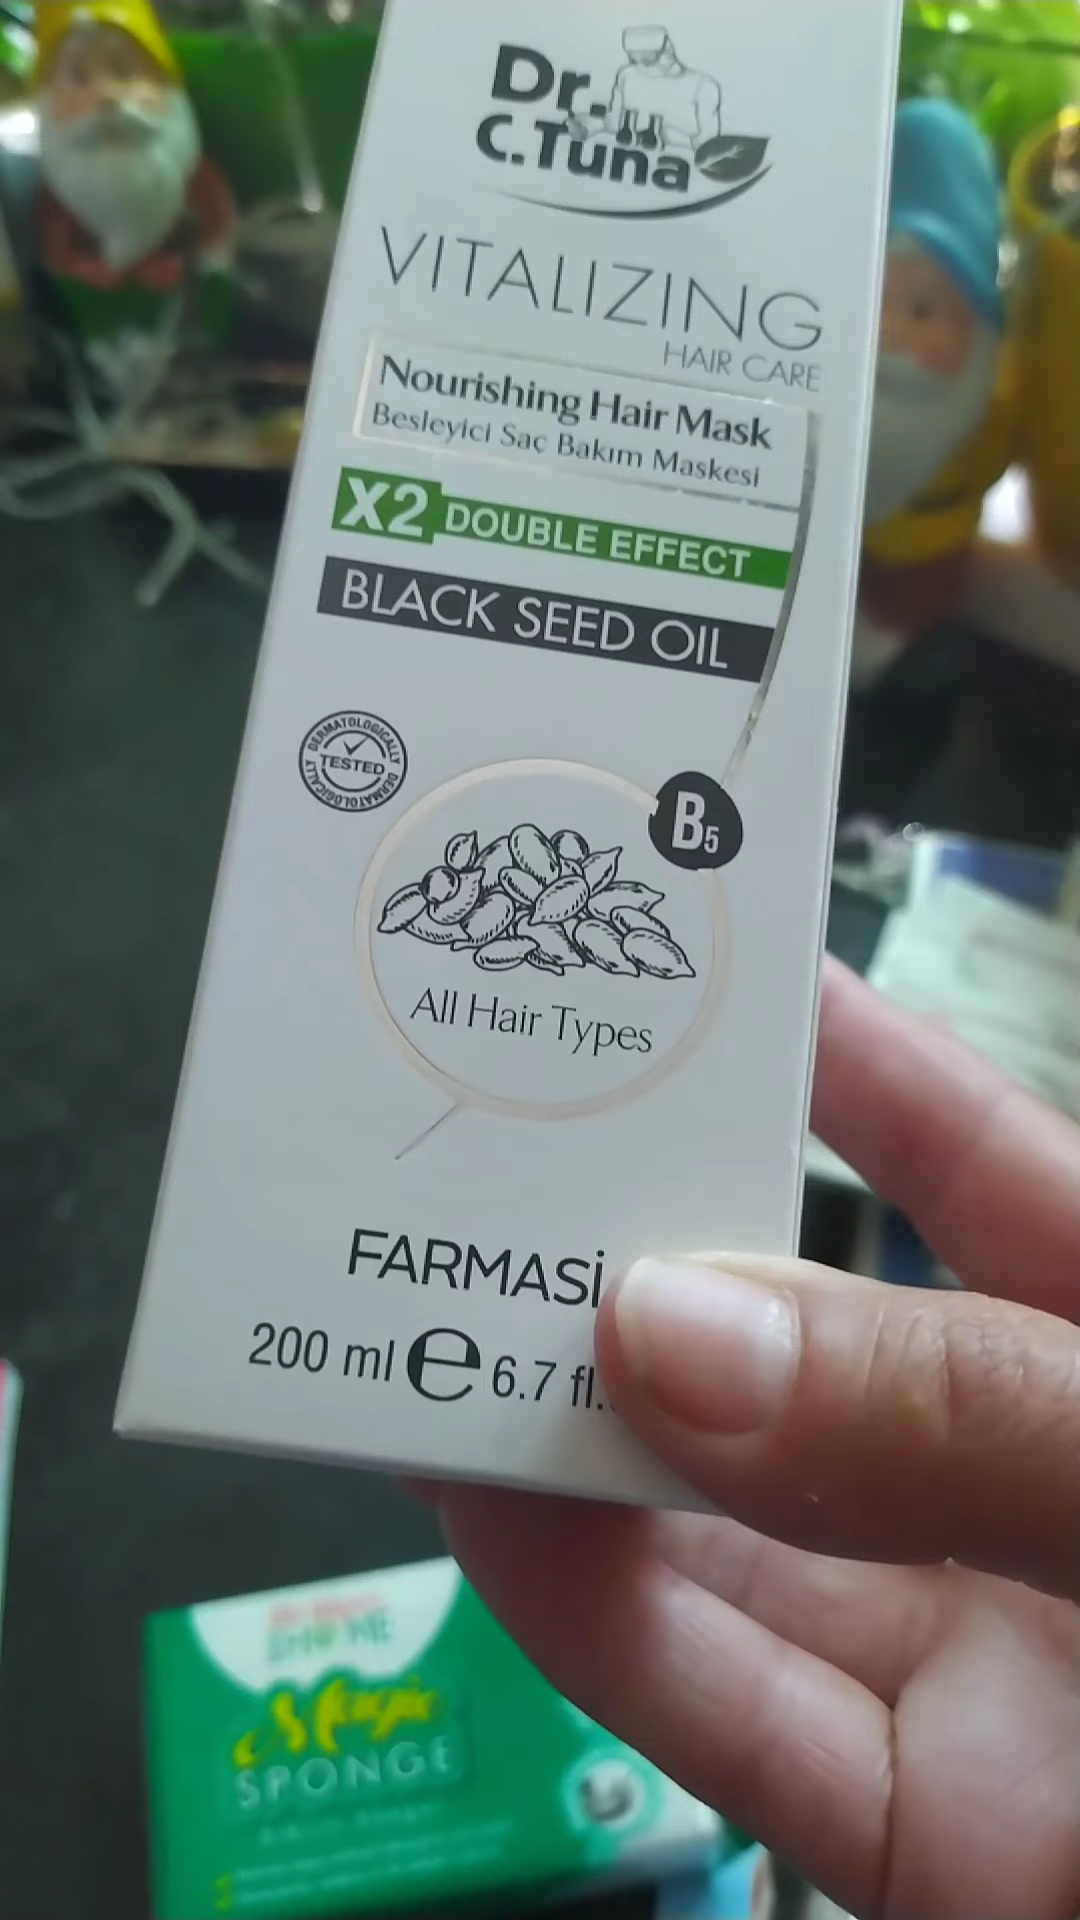 Dr.
C.Tuna
VITALIZING
HAIR CARE
Nourishing Hair Mask
Besleyici Saç Bakım Maskesi
X2 DOUBLE EFFECT
BLACK SEED OIL
DERMATOLOGICALLY
TESTED
DERMATOLOGICALLY
B5
All Hair Types
FARMASİ
200 ml e 6.7 fl.
Magic
SPONGE